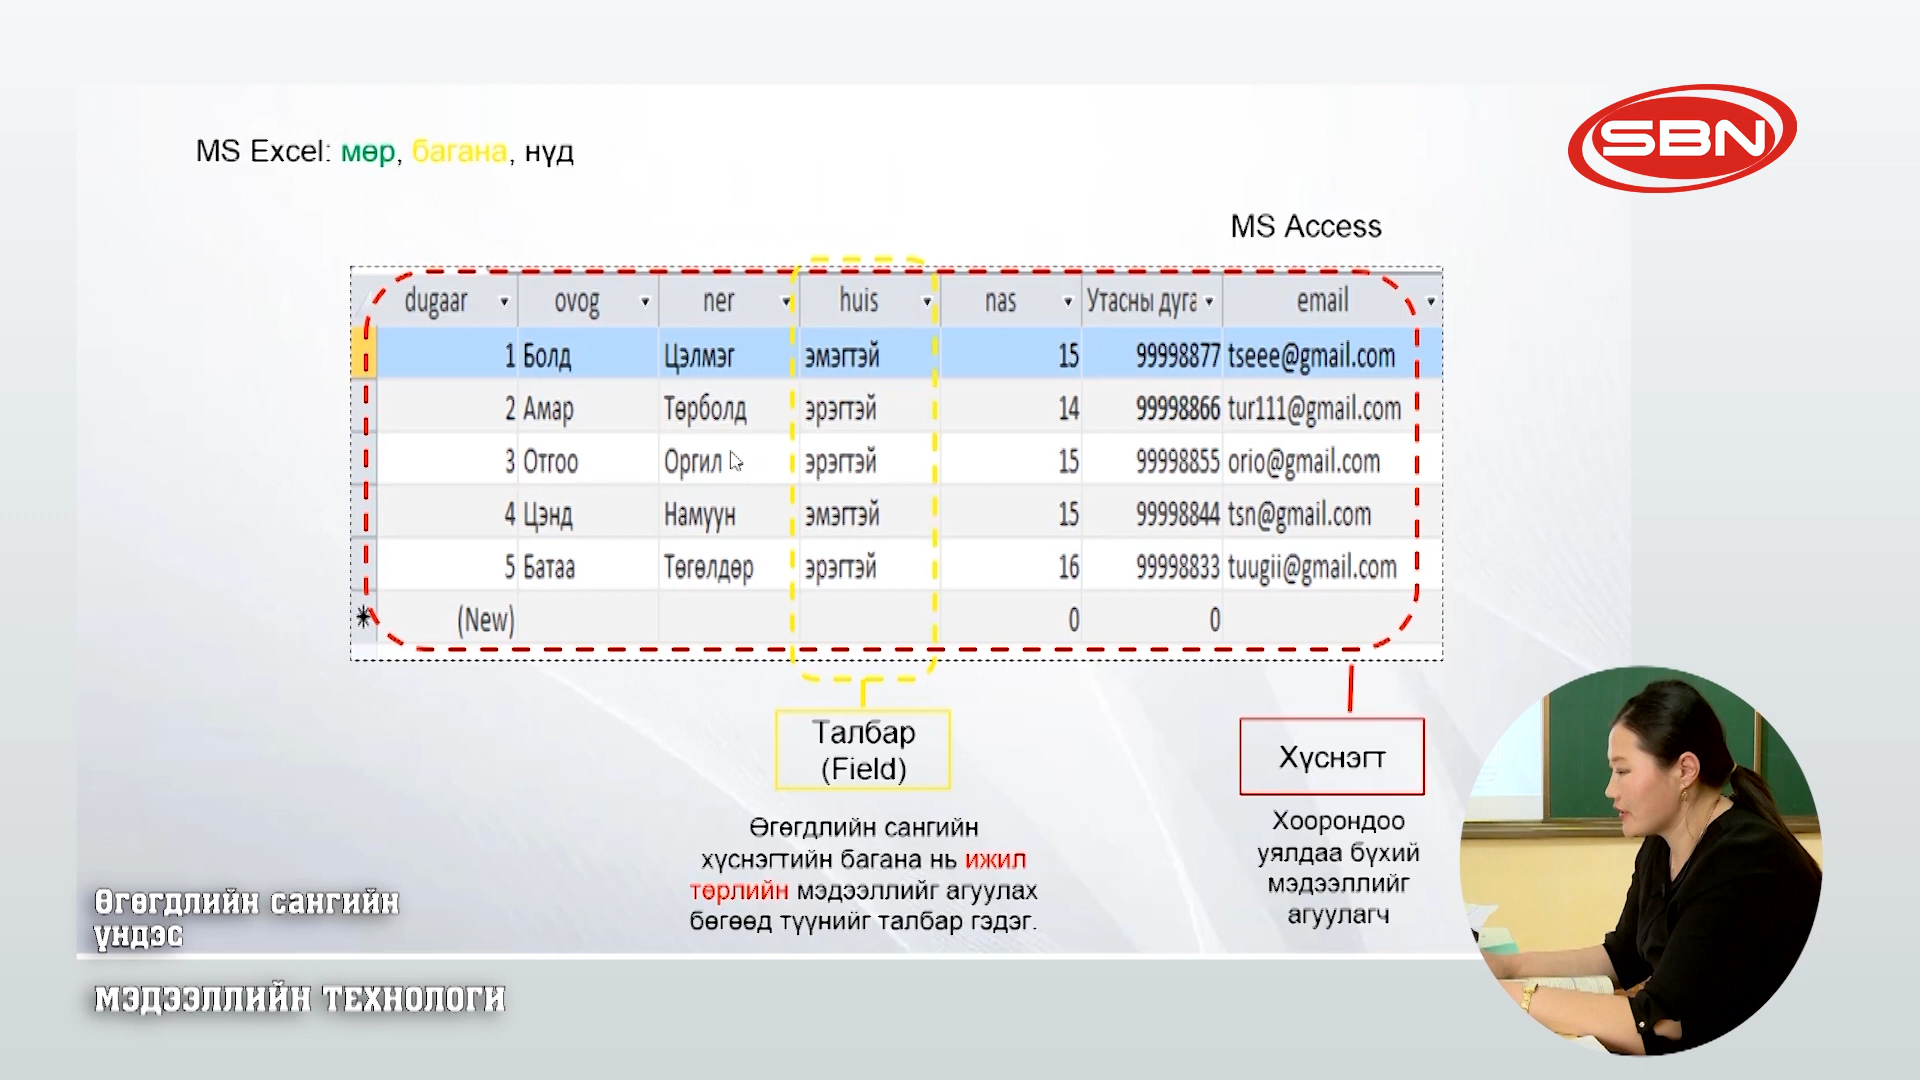 SBN
MS Excel: мөр, багана, нүд
MS Access
dugaar ovog ner huis nas Утасны дуга email
1 Болд Цэлмэг эмэгтэй 15 99998877 tseee@gmail.com
2 Амар Төрболд эрэгтэй 14 99998866 tur111@gmail.com
3 Отгоо Оргил эрэгтэй 15 99998855 orio@gmail.com
4 Цэнд Намуун эмэгтэй 15 99998844 tsn@gmail.com
5 Батаа Төгөлдөр эрэгтэй 16 99998833 tuugii@gmail.com
* (New) 0 0
Талбар
(Field)
Өгөгдлийн сангийн
хүснэгтийн багана нь ижил
төрлийн мэдээллийг агуулах
бөгөөд түүнийг талбар гэдэг.
Хүснэгт
Хоорондоо
уялдаа бүхий
мэдээллийг
агуулагч
Өгөгдлийн сангийн
үндэс
МЭДЭЭЛЛИЙН ТЕХНОЛОГИ